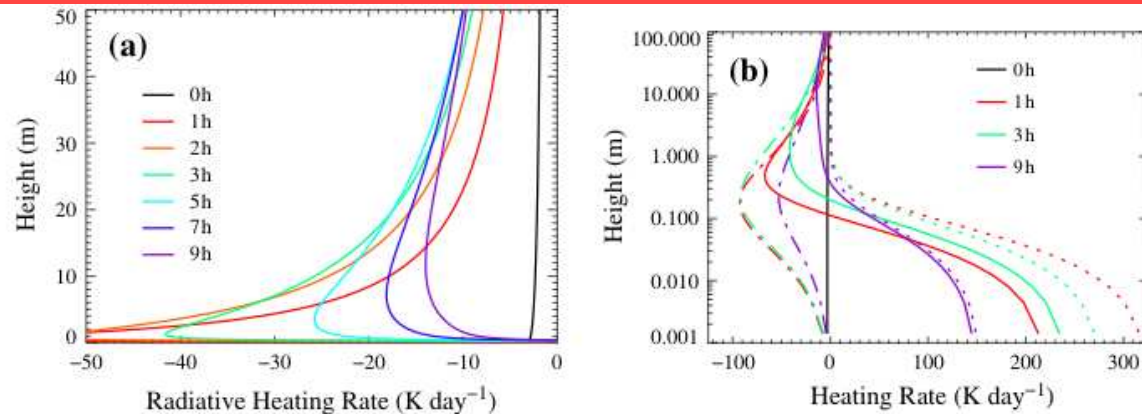 (a)
50
40
30
20
10
0
Height (m)
0h
1h
2h
3h
5h
7h
9h
−50
−40
−30
−20
−10
0
Radiative Heating Rate (K day⁻¹)
(b)
100.000
10.000
1.000
0.100
0.010
0.001
Height (m)
0h
1h
3h
9h
−100
0
100
200
300
Heating Rate (K day⁻¹)